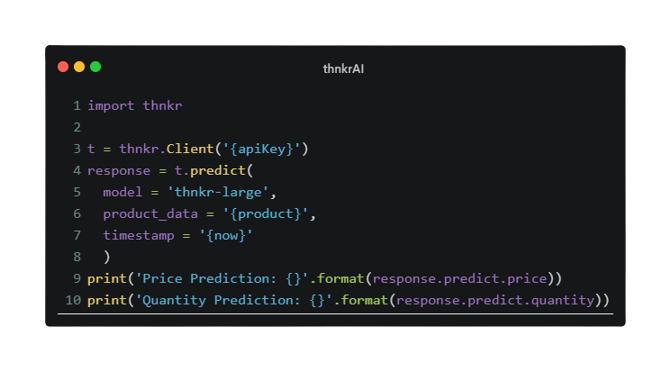 thnkrAI
1 import thnkr
2
3 t = thnkr.Client('{apiKey}')
4 response = t.predict(
5   model = 'thnkr-large',
6   product_data = '{product}',
7   timestamp = '{now}'
8   )
9 print('Price Prediction: {}'.format(response.predict.price))
10 print('Quantity Prediction: {}'.format(response.predict.quantity))